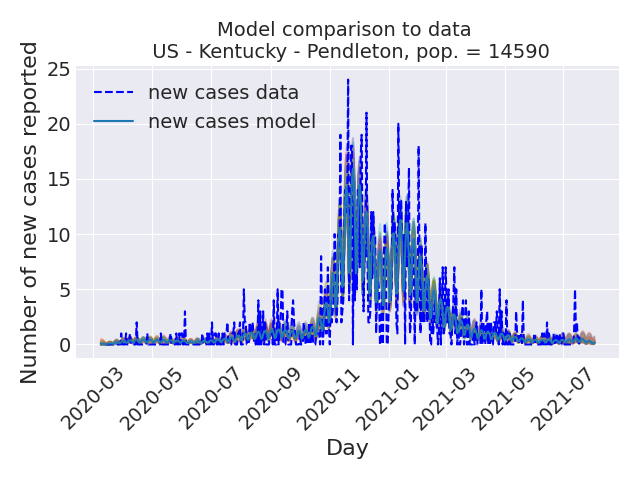 Model comparison to data
US - Kentucky - Pendleton, pop. = 14590
Number of new cases reported
25
20
15
10
5
0
new cases data
new cases model
2020-03
2020-05
2020-07
2020-09
2020-11
2021-01
2021-03
2021-05
2021-07
Day